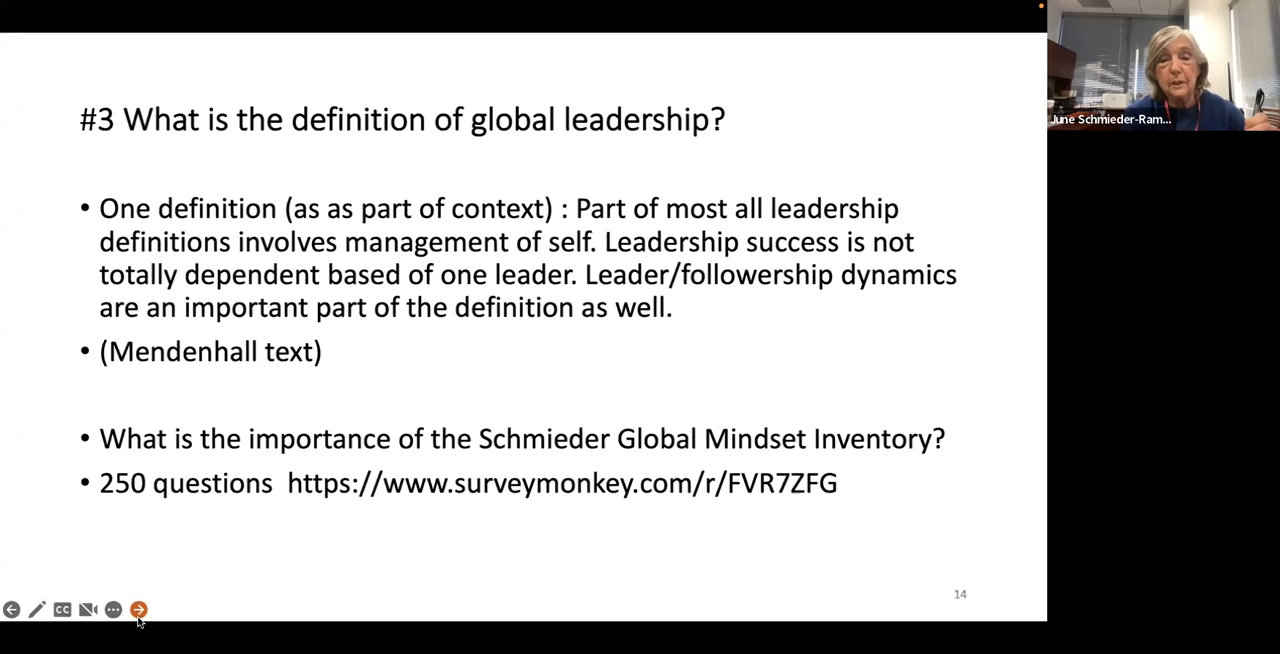 #3 What is the definition of global leadership?
• One definition (as as part of context) : Part of most all leadership
definitions involves management of self. Leadership success is not
totally dependent based of one leader. Leader/followership dynamics
are an important part of the definition as well.
• (Mendenhall text)
• What is the importance of the Schmieder Global Mindset Inventory?
• 250 questions  https://www.surveymonkey.com/r/FVR7ZFG
14
CC
June Schmieder-Ram...